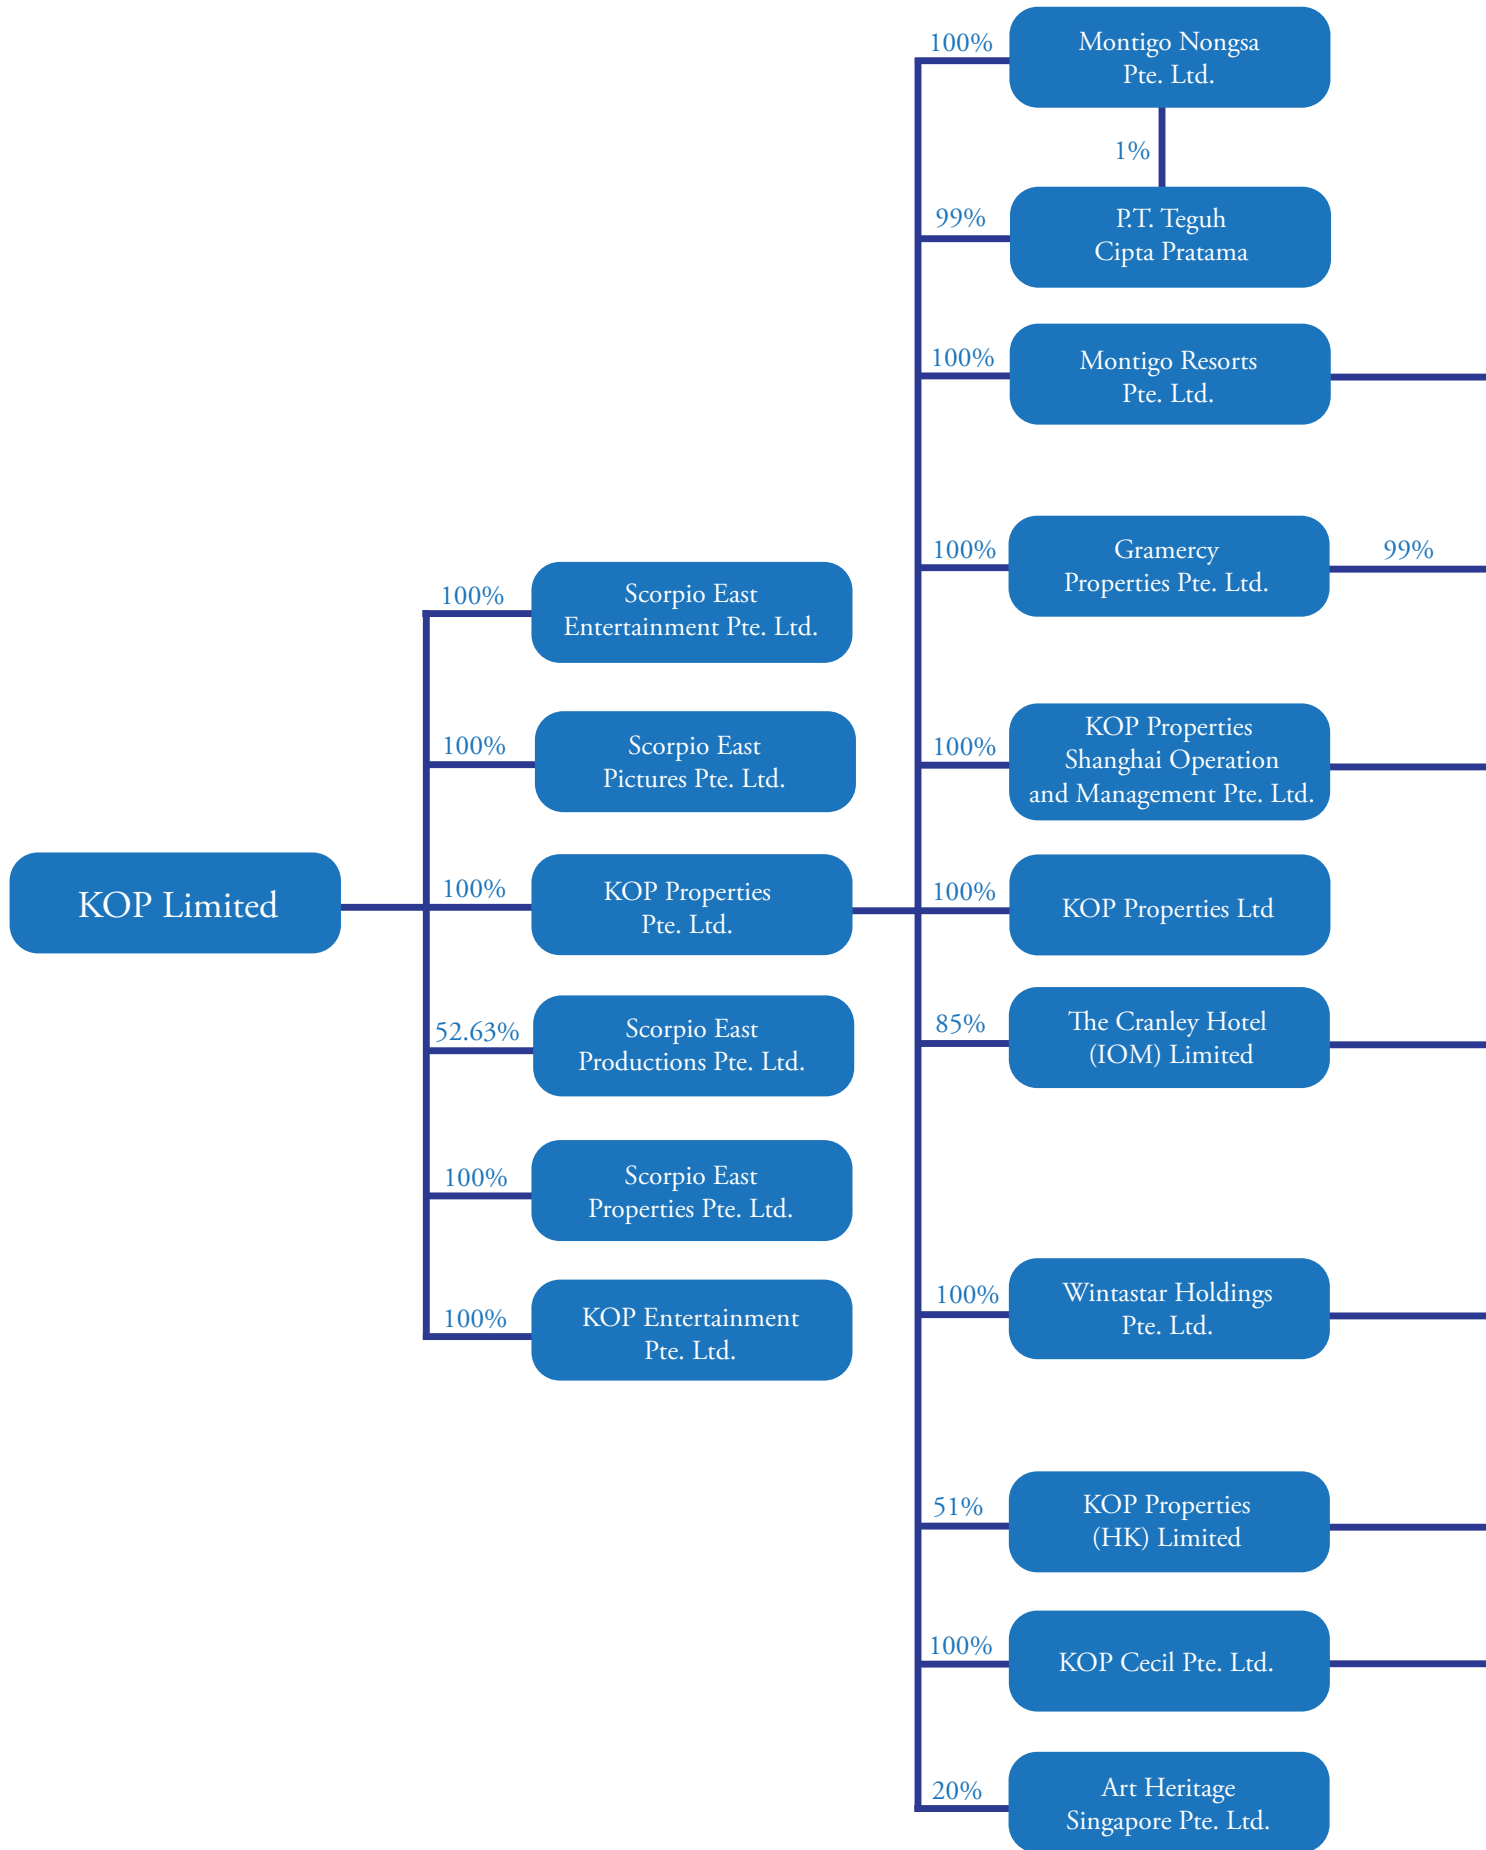 KOP Limited
100%
Scorpio East
Entertainment Pte. Ltd.
100%
Scorpio East
Pictures Pte. Ltd.
100%
KOP Properties
Pte. Ltd.
52.63%
Scorpio East
Productions Pte. Ltd.
100%
Scorpio East
Properties Pte. Ltd.
100%
KOP Entertainment
Pte. Ltd.
100%
Montigo Nongsa
Pte. Ltd.
1%
99%
P.T. Teguh
Cipta Pratama
100%
Montigo Resorts
Pte. Ltd.
100%
Gramercy
Properties Pte. Ltd.
99%
100%
KOP Properties
Shanghai Operation
and Management Pte. Ltd.
100%
KOP Properties Ltd
85%
The Cranley Hotel
(IOM) Limited
100%
Wintastar Holdings
Pte. Ltd.
51%
KOP Properties
(HK) Limited
100%
KOP Cecil Pte. Ltd.
20%
Art Heritage
Singapore Pte. Ltd.